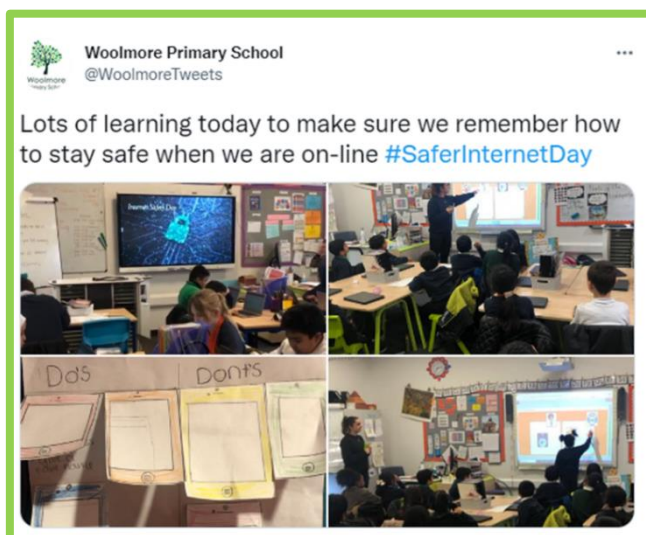 Woolmore Primary School
@WoolmoreTweets
Woolmore
Lots of learning today to make sure we remember how
to stay safe when we are on-line #SaferInternetDay
Internet Safety Day
Do's
Dont's